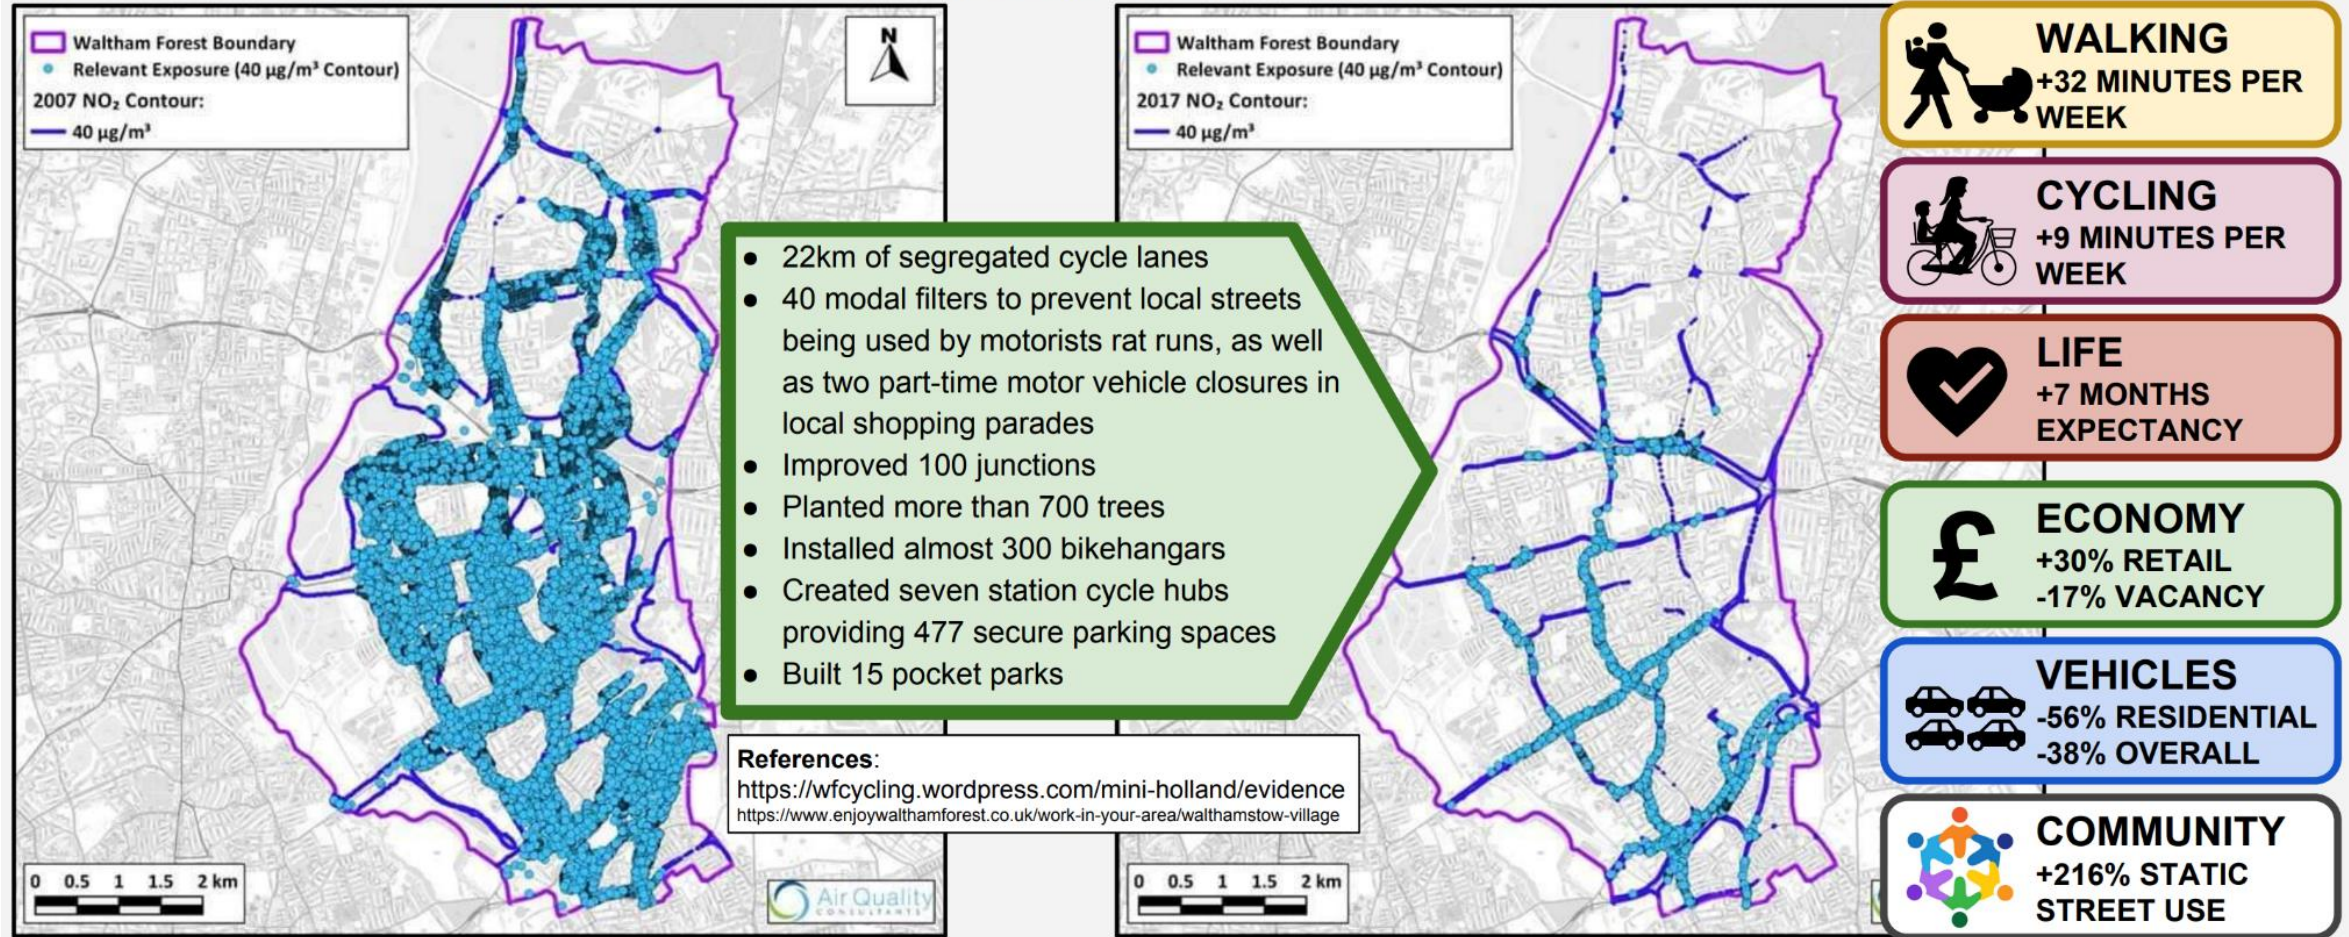 Waltham Forest Boundary
Relevant Exposure (40 µg/m³ Contour)
2007 NO₂ Contour:
40 µg/m³
N
0 0.5 1 1.5 2 km
Air Quality
CONSULTANTS
22km of segregated cycle lanes
40 modal filters to prevent local streets
being used by motorists rat runs, as well
as two part-time motor vehicle closures in
local shopping parades
Improved 100 junctions
Planted more than 700 trees
Installed almost 300 bikehangars
Created seven station cycle hubs
providing 477 secure parking spaces
Built 15 pocket parks
References:
https://wfcycling.wordpress.com/mini-holland/evidence
https://www.enjoywalthamforest.co.uk/work-in-your-area/walthamstow-village
Waltham Forest Boundary
Relevant Exposure (40 µg/m³ Contour)
2017 NO₂ Contour:
40 µg/m³
0 0.5 1 1.5 2 km
WALKING
+32 MINUTES PER
WEEK
CYCLING
+9 MINUTES PER
WEEK
LIFE
+7 MONTHS
EXPECTANCY
£
ECONOMY
+30% RETAIL
-17% VACANCY
VEHICLES
-56% RESIDENTIAL
-38% OVERALL
COMMUNITY
+216% STATIC
STREET USE